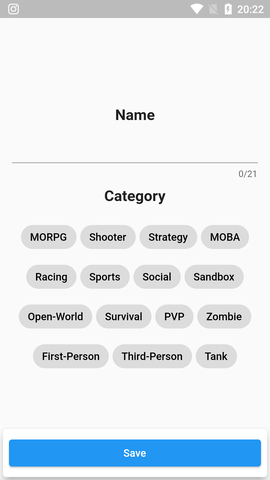 20:22
Name
0/21
Category
MORPG Shooter Strategy MOBA
Racing Sports Social Sandbox
Open-World Survival PVP Zombie
First-Person Third-Person Tank
Save